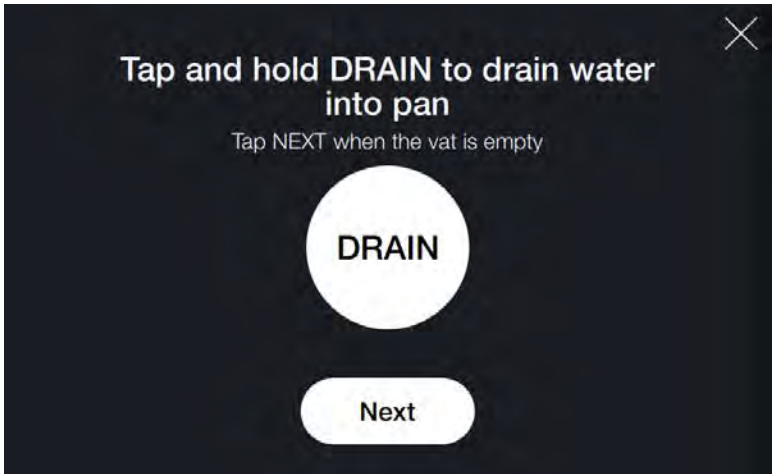 Tap and hold DRAIN to drain water
into pan
Tap NEXT when the vat is empty
DRAIN
Next